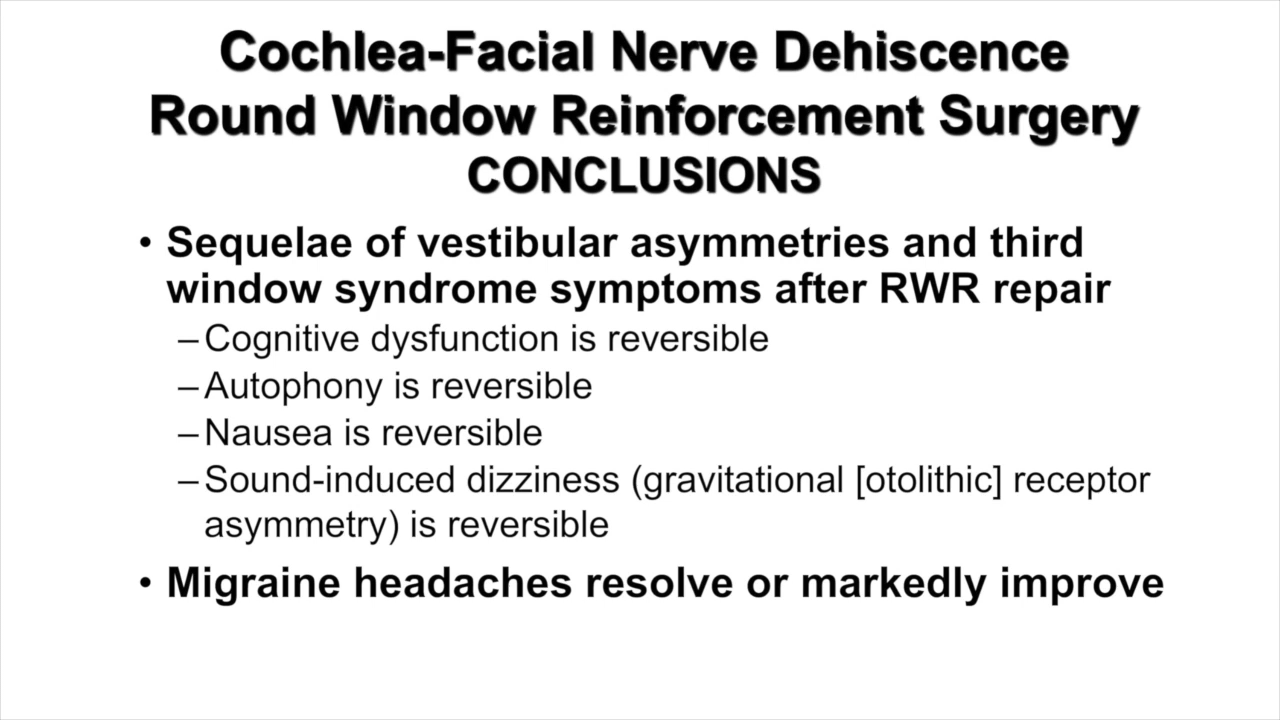 Cochlea-Facial Nerve Dehiscence
Round Window Reinforcement Surgery
CONCLUSIONS
• Sequelae of vestibular asymmetries and third
window syndrome symptoms after RWR repair
– Cognitive dysfunction is reversible
– Autophony is reversible
– Nausea is reversible
– Sound-induced dizziness (gravitational [otolithic] receptor
asymmetry) is reversible
• Migraine headaches resolve or markedly improve